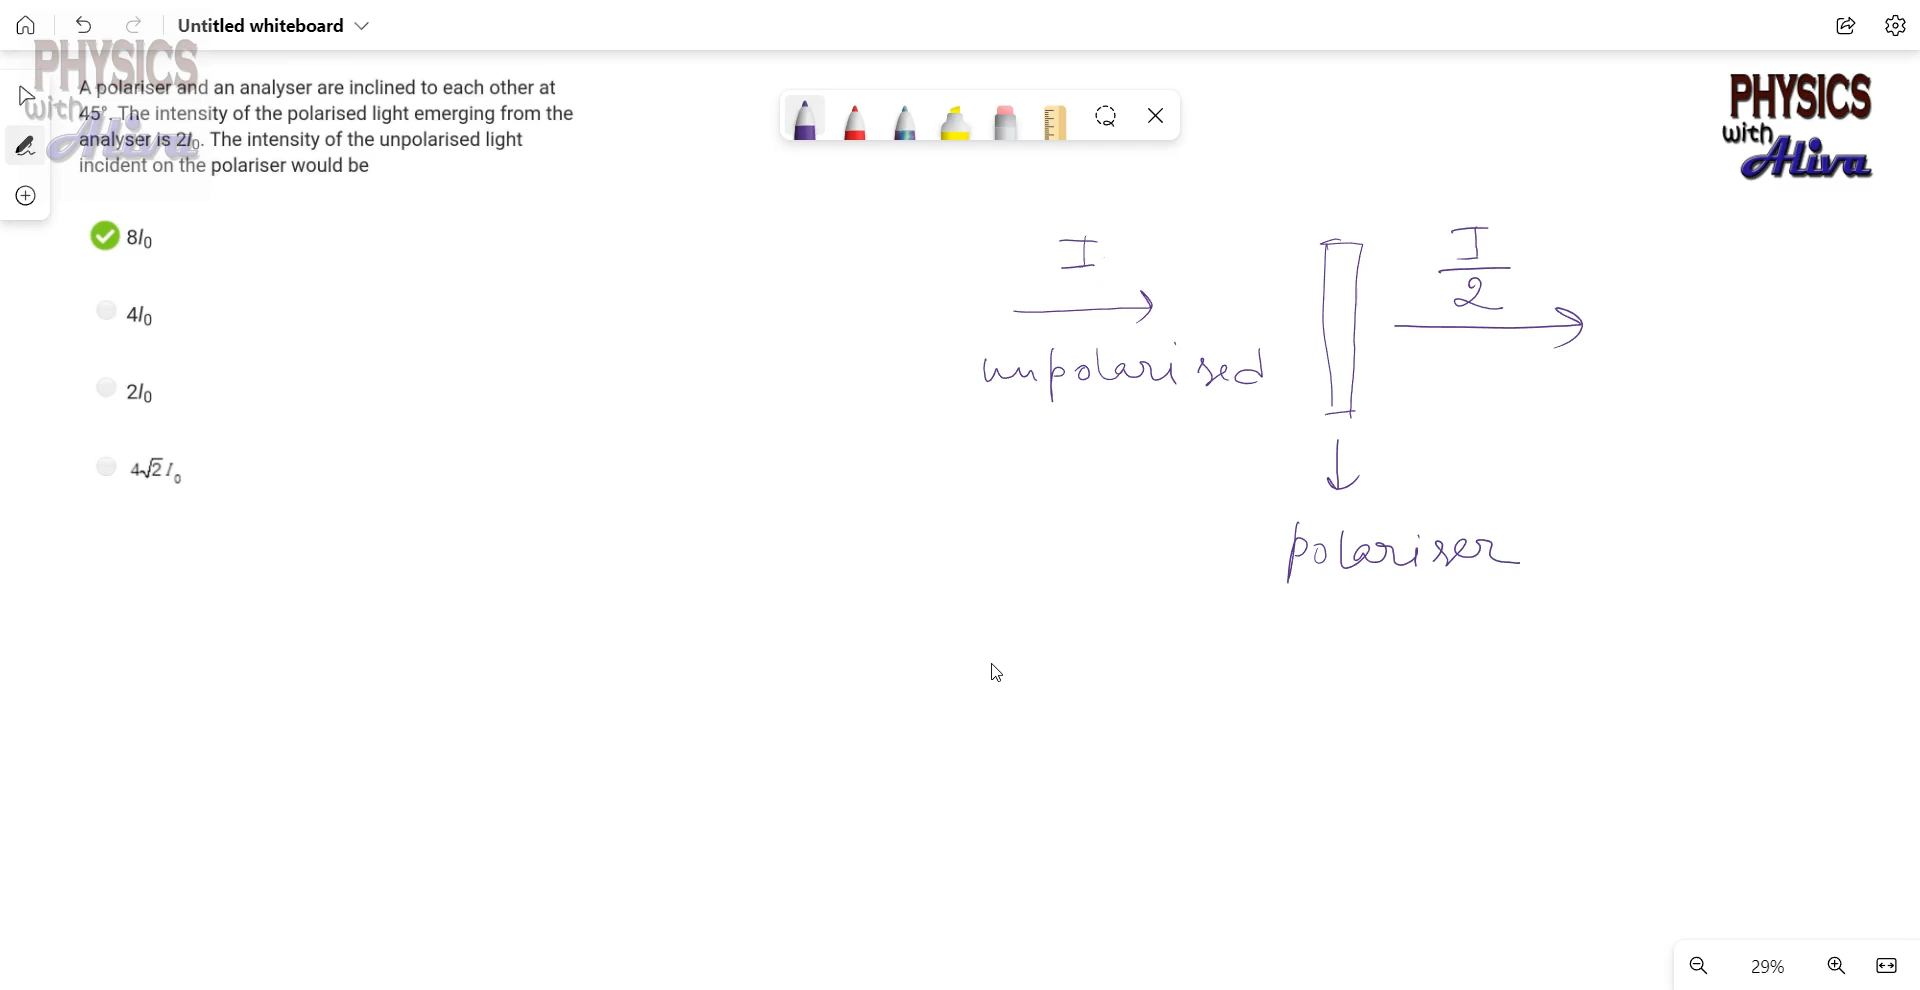 Untitled whiteboard
PHYSICS
with
Aliva
A polariser and an analyser are inclined to each other at
45°. The intensity of the polarised light emerging from the
analyser is 2I₀. The intensity of the unpolarised light
incident on the polariser would be
8I₀
4I₀
2I₀
4√2 I₀
PHYSICS
with
Aliva
I
unpolarised
I
2
polariser
29%